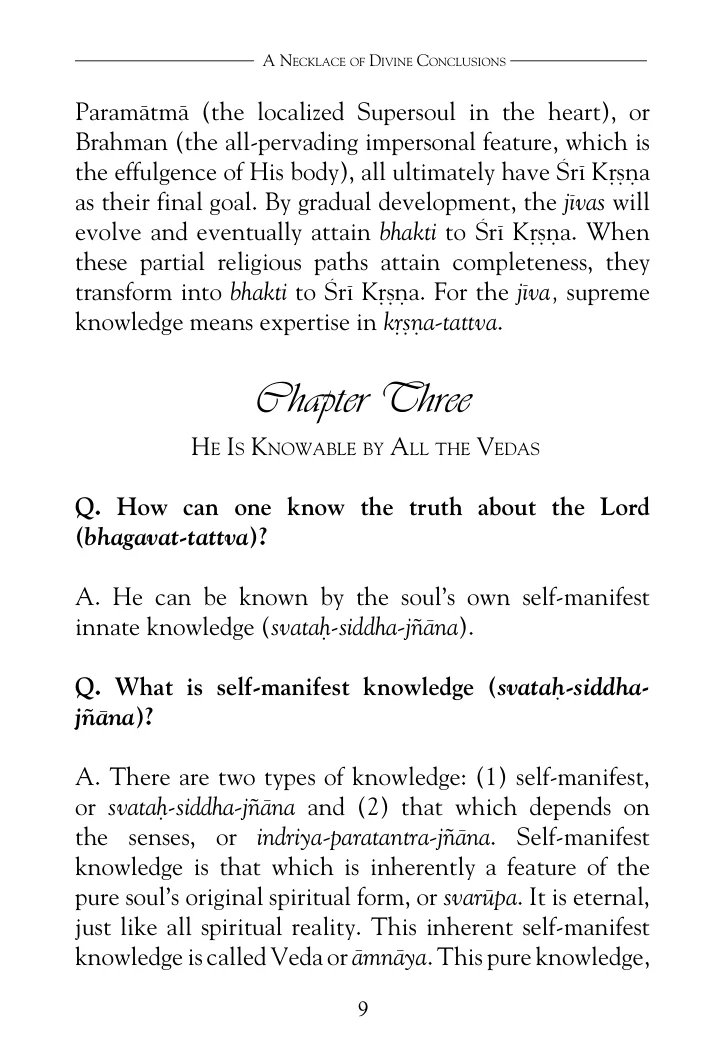 A Necklace of Divine Conclusions
Paramātmā (the localized Supersoul in the heart), or
Brahman (the all-pervading impersonal feature, which is
the effulgence of His body), all ultimately have Śrī Kṛṣṇa
as their final goal. By gradual development, the jīvas will
evolve and eventually attain bhakti to Śrī Kṛṣṇa. When
these partial religious paths attain completeness, they
transform into bhakti to Śrī Kṛṣṇa. For the jīva, supreme
knowledge means expertise in kṛṣṇa-tattva.
Chapter Three
He Is Knowable by All the Vedas
Q. How can one know the truth about the Lord
(bhagavat-tattva)?
A. He can be known by the soul’s own self-manifest
innate knowledge (svataḥ-siddha-jñāna).
Q. What is self-manifest knowledge (svataḥ-siddha-
jñāna)?
A. There are two types of knowledge: (1) self-manifest,
or svataḥ-siddha-jñāna and (2) that which depends on
the senses, or indriya-paratantra-jñāna. Self-manifest
knowledge is that which is inherently a feature of the
pure soul’s original spiritual form, or svarūpa. It is eternal,
just like all spiritual reality. This inherent self-manifest
knowledge is called Veda or āmnāya. This pure knowledge,
9